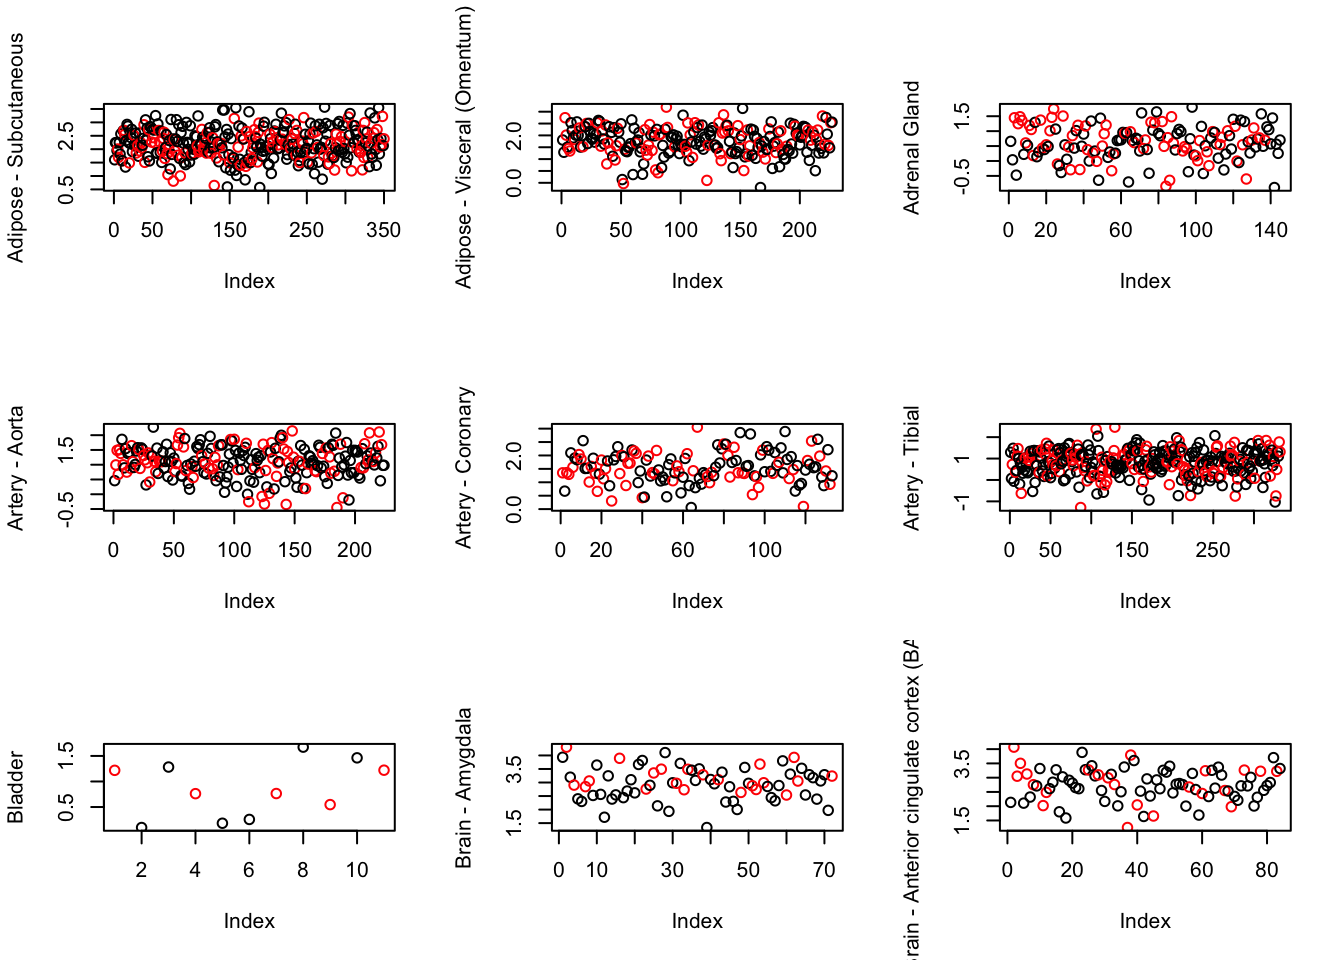 Adipose - Subcutaneous
0.5 2.5
0 50 150 250 350
Index
Adipose - Visceral (Omentum)
0.0 2.0
0 50 100 150 200
Index
Adrenal Gland
-0.5 1.5
0 20 60 100 140
Index
Artery - Aorta
-0.5 1.5
0 50 100 150 200
Index
Artery - Coronary
0.0 2.0
0 20 60 100
Index
Artery - Tibial
-1 1
0 50 150 250
Index
Bladder
0.5 1.5
2 4 6 8 10
Index
Brain - Amygdala
1.5 3.5
0 10 30 50 70
Index
rain - Anterior cingulate cortex (BA
1.5 3.5
0 20 40 60 80
Index